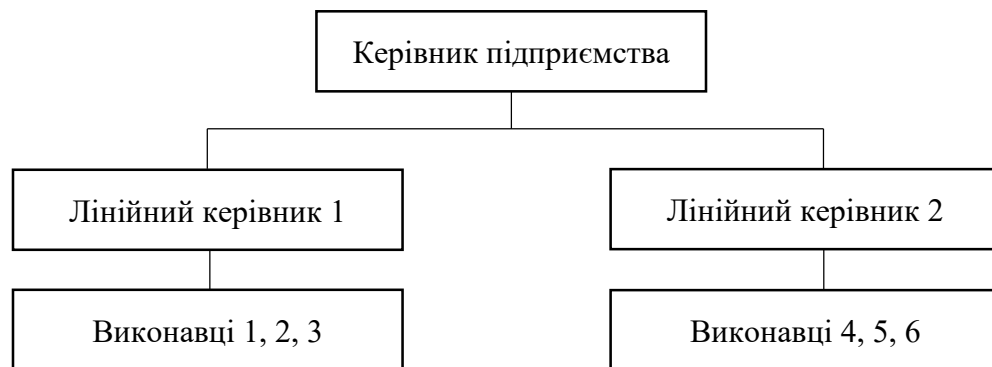 Керівник підприємства
Лінійний керівник 1
Лінійний керівник 2
Виконавці 1, 2, 3
Виконавці 4, 5, 6